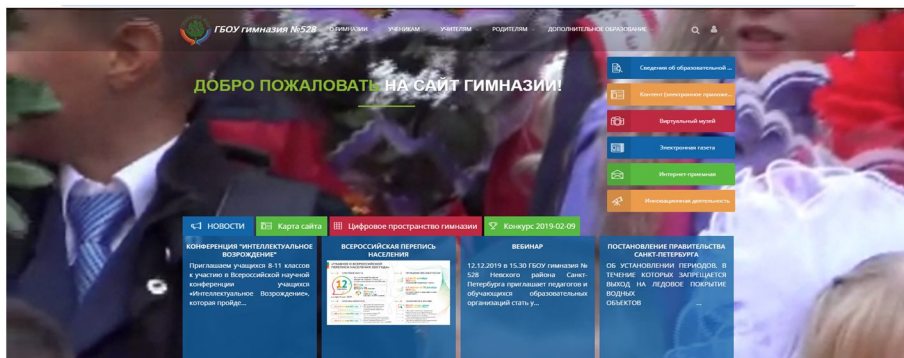 ГБОУ гимназия №528
О ГИМНАЗИИ УЧЕНИКАМ УЧИТЕЛЯМ РОДИТЕЛЯМ ДОПОЛНИТЕЛЬНОЕ ОБРАЗОВАНИЕ
ДОБРО ПОЖАЛОВАТЬ НА САЙТ ГИМНАЗИИ!
Сведения об образовательной ...
Контент (электронное приложе...
Виртуальный музей
Электронная газета
Интернет-приемная
Инновационная деятельность
НОВОСТИ
Карта сайта
Цифровое пространство гимназии
Конкурс 2019-02-09
КОНФЕРЕНЦИЯ "ИНТЕЛЛЕКТУАЛЬНОЕ
ВОЗРОЖДЕНИЕ"
Приглашаем учащихся 8-11 классов
к участию в Всероссийской научной
конференции учащихся
«Интеллектуальное Возрождение»,
которая пройде...
ВСЕРОССИЙСКАЯ ПЕРЕПИСЬ
НАСЕЛЕНИЯ
12
ВЕБИНАР
12.12.2019 в 15.30 ГБОУ гимназия №
528 Невского района Санкт-
Петербурга приглашает педагогов и
обучающихся образовательных
организаций стать у...
ПОСТАНОВЛЕНИЕ ПРАВИТЕЛЬСТВА
САНКТ-ПЕТЕРБУРГА
ОБ УСТАНОВЛЕНИИ ПЕРИОДОВ, В
ТЕЧЕНИЕ КОТОРЫХ ЗАПРЕЩАЕТСЯ
ВЫХОД НА ЛЕДОВОЕ ПОКРЫТИЕ
ВОДНЫХ
ОБЪЕКТОВ ...